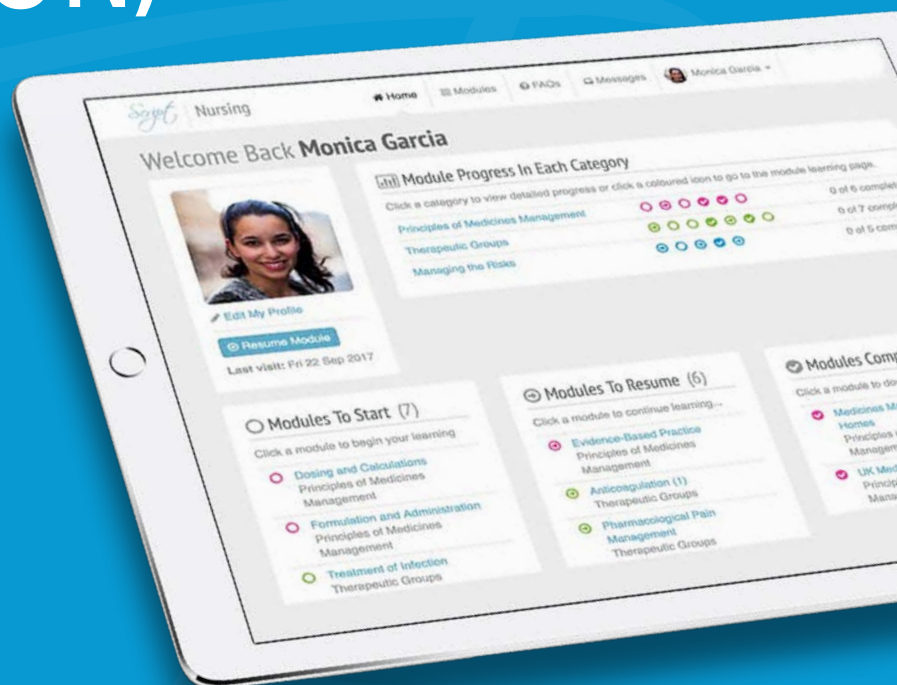 Script Nursing
Home Modules FAQs Messages Monica Garcia
Welcome Back Monica Garcia
Edit My Profile
Resume Module
Last visit: Fri 22 Sep 2017
Module Progress In Each Category
Click a category to view detailed progress or click a coloured icon to go to the module learning page.
Principles of Medicines Management 0 of 6 complet
Therapeutic Groups 0 of 7 compl
Managing the Risks 0 of 5 com
Modules To Start (7)
Click a module to begin your learning
Dosing and Calculations
Principles of Medicines
Management
Formulation and Administration
Principles of Medicines
Management
Treatment of Infection
Therapeutic Groups
Modules To Resume (6)
Click a module to continue learning...
Evidence-Based Practice
Principles of Medicines
Management
Anticoagulation (1)
Therapeutic Groups
Pharmacological Pain
Management
Therapeutic Groups
Modules Comp
Click a module to do
Medicines M
Homes
Principles
Managem
UK Med
Princip
Mana